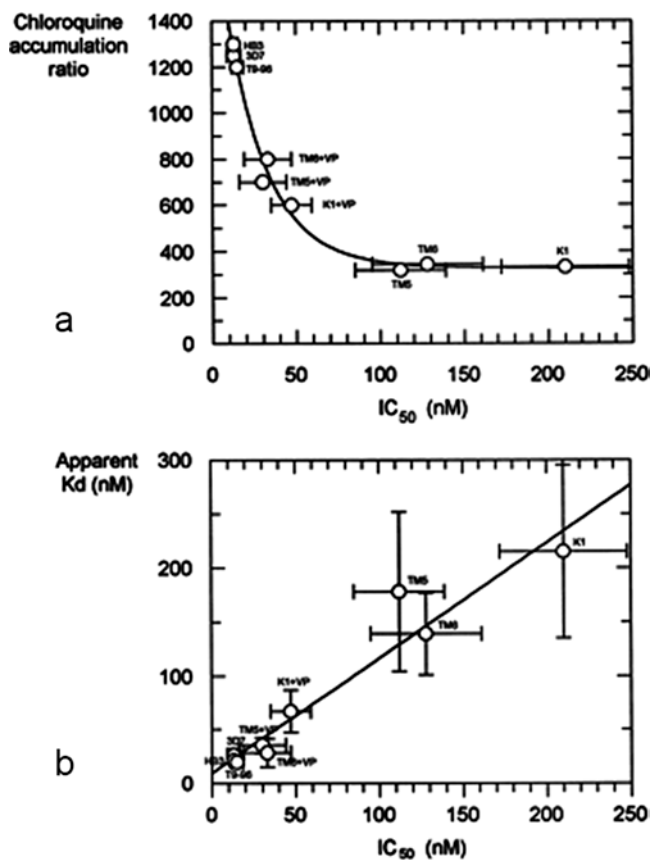 Chloroquine
accumulation
ratio
1400
1200
1000
800
600
400
200
0
HB3
3D7
T9-96
TM6+VP
TM5+VP
K1+VP
TM6
TM5
K1
a
0 50 100 150 200 250
IC50 (nM)
Apparent
Kd (nM)
300
200
100
0
K1
TM5
TM6
K1+VP
TM5+VP
3D7
HB3
TM6+VP
T9-96
b
0 50 100 150 200 250
IC50 (nM)